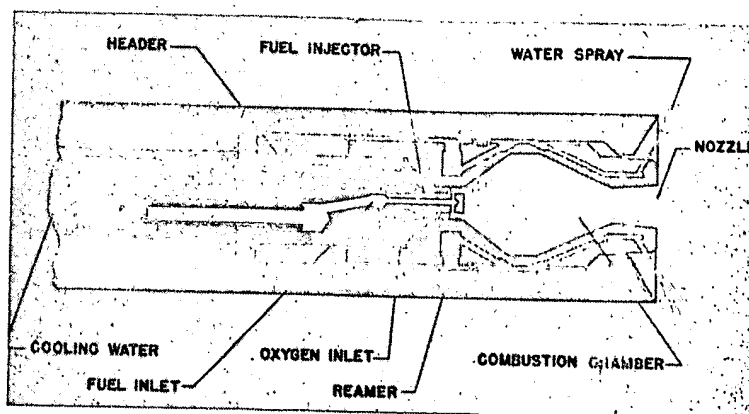 HEADER
FUEL INJECTOR
WATER SPRAY
NOZZLE
COOLING WATER
OXYGEN INLET
COMBUSTION CHAMBER
FUEL INLET
REAMER